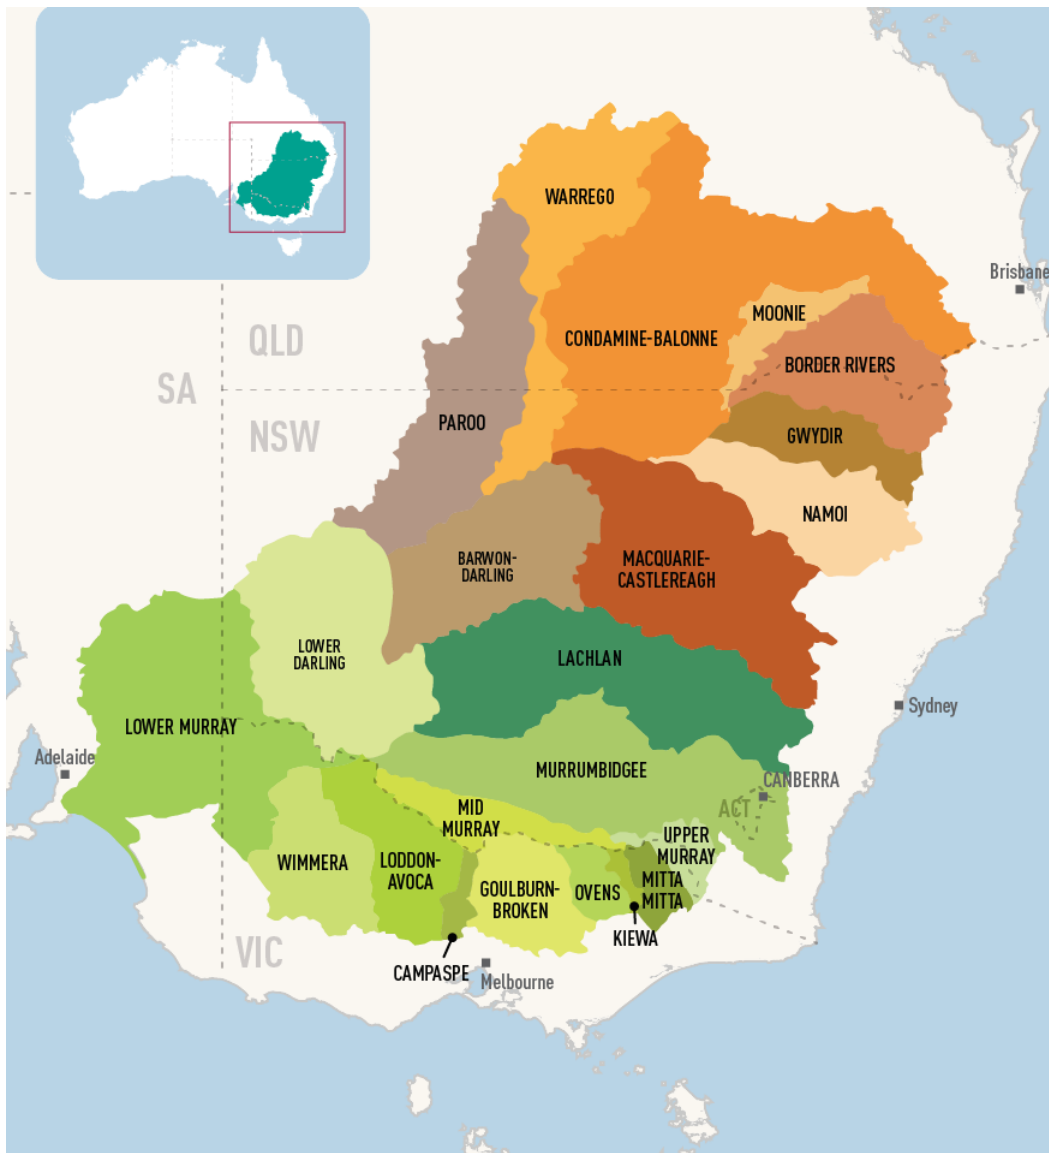 WARREGO
Brisbane
MOONIE
QLD
CONDAMINE-BALONNE
BORDER RIVERS
SA
PAROO
NSW
GWYDIR
NAMOI
BARWON-
DARLING
MACQUARIE-
CASTLEREAGH
LOWER
DARLING
LACHLAN
Sydney
LOWER MURRAY
Adelaide
MURRUMBIDGEE
CANBERRA
ACT
MID
MURRAY
UPPER
MURRAY
WIMMERA
LODDON-
AVOCA
GOULBURN-
BROKEN
OVENS
MITTA
MITTA
KIEWA
VIC
CAMPASPE
Melbourne